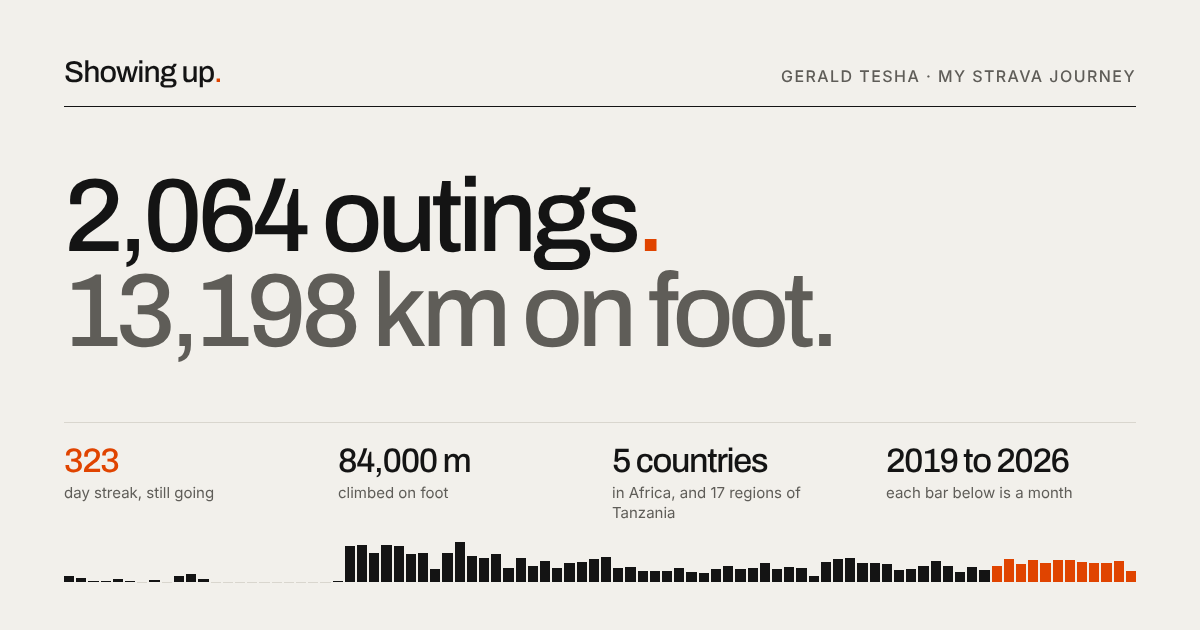 Showing up.
GERALD TESHA · MY STRAVA JOURNEY
2,064 outings.
13,198 km on foot.
323
day streak, still going
84,000 m
climbed on foot
5 countries
in Africa, and 17 regions of
Tanzania
2019 to 2026
each bar below is a month